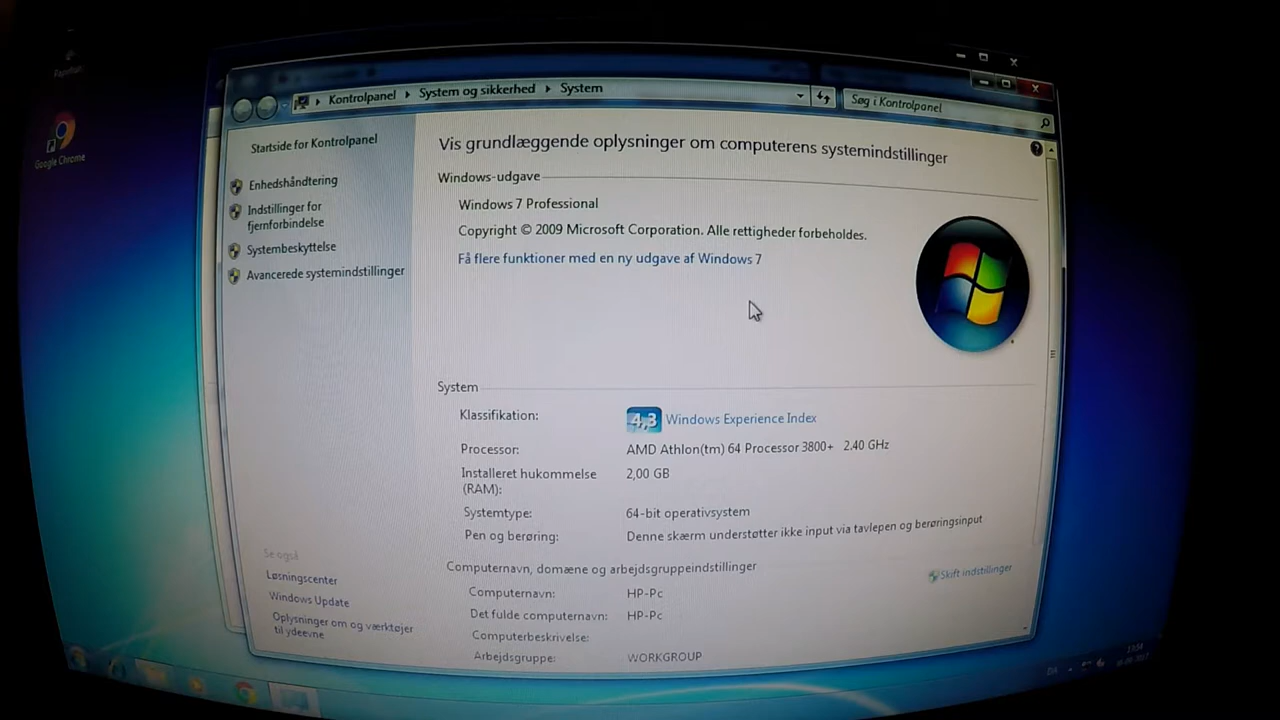 Google Chrome
Kontrolpanel
System og sikkerhed
System
Søg i Kontrolpanel
Startside for Kontrolpanel
Enhedshåndtering
Indstillinger for
fjernforbindelse
Systembeskyttelse
Avancerede systemindstillinger
Vis grundlæggende oplysninger om computerens systemindstillinger
Windows-udgave
Windows 7 Professional
Copyright © 2009 Microsoft Corporation. Alle rettigheder forbeholdes.
Få flere funktioner med en ny udgave af Windows 7
System
Klassifikation:
4,3 Windows Experience Index
Processor:
AMD Athlon(tm) 64 Processor 3800+ 2.40 GHz
Installeret hukommelse
(RAM):
2,00 GB
Systemtype:
64-bit operativsystem
Pen og berøring:
Denne skærm understøtter ikke input via tavlepen og berøringsinput
Computernavn, domæne og arbejdsgruppeindstillinger
Computernavn:
HP-Pc
Skift indstillinger
Det fulde computernavn:
HP-Pc
Computerbeskrivelse:
Arbejdsgruppe:
WORKGROUP
Se også
Løsningscenter
Windows Update
Oplysninger om og værktøjer
til ydeevne
DA